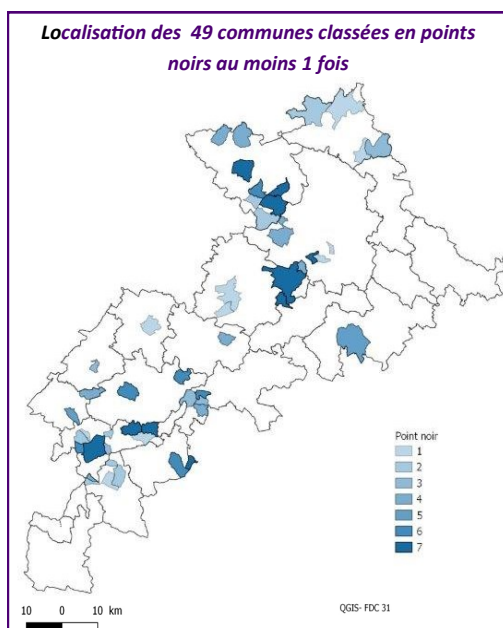 Localisation des 49 communes classées en points
noirs au moins 1 fois
Point noir
1
2
3
4
5
6
7
10 0 10 km
QGIS- FDC 31